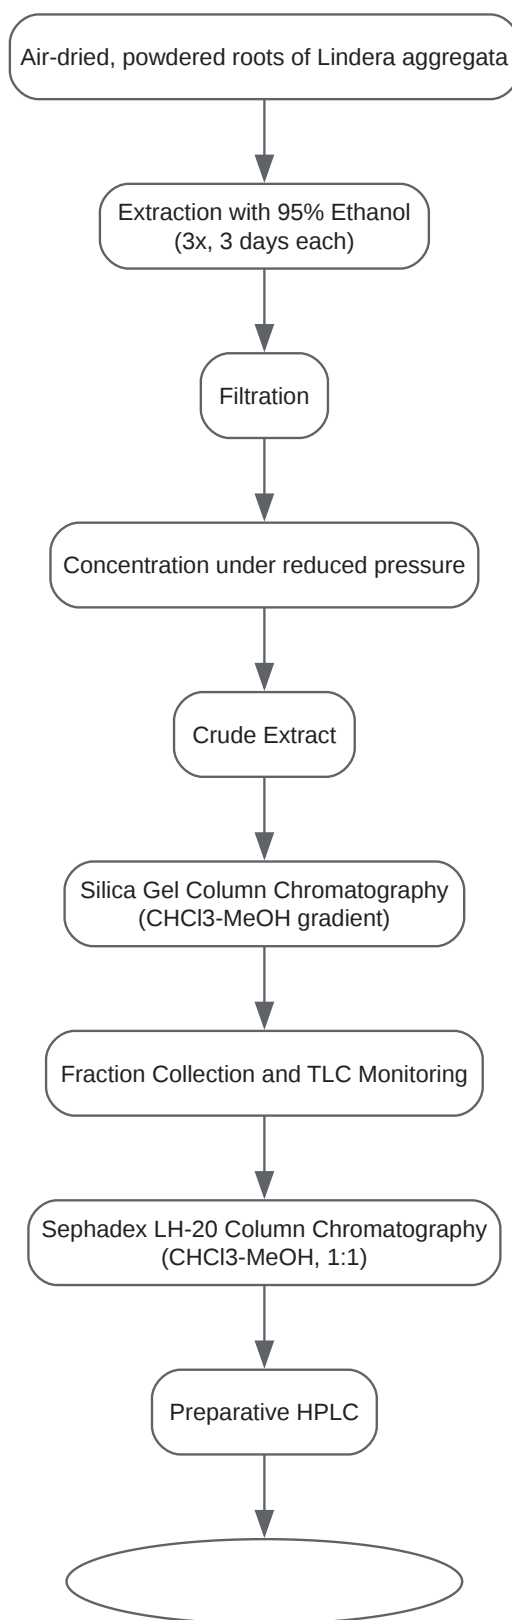 Air-dried, powdered roots of Lindera aggregata
Extraction with 95% Ethanol
(3x, 3 days each)
Filtration
Concentration under reduced pressure
Crude Extract
Silica Gel Column Chromatography
(CHCl3-MeOH gradient)
Fraction Collection and TLC Monitoring
Sephadex LH-20 Column Chromatography
(CHCl3-MeOH, 1:1)
Preparative HPLC